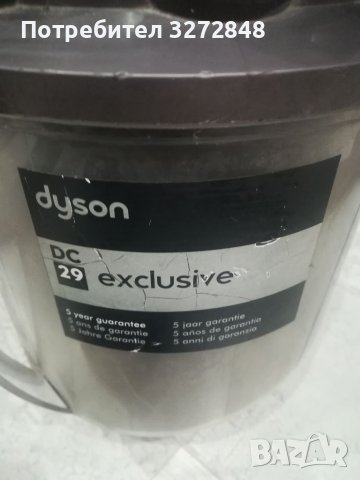 Потребител 3272848
dyson
DC
29 exclusive
5 year guarantee
5 ans de garantie
5 Jahre Garantie
5 jaar garantie
5 años de garantía
5 anni di garanzia
BAZAR